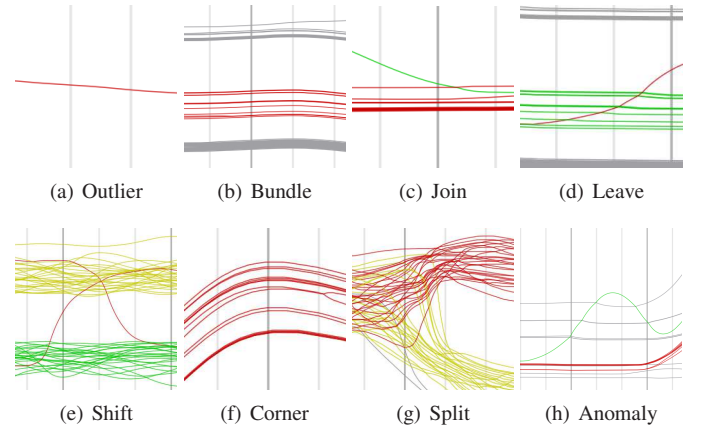 (a) Outlier
(b) Bundle
(c) Join
(d) Leave
(e) Shift
(f) Corner
(g) Split
(h) Anomaly